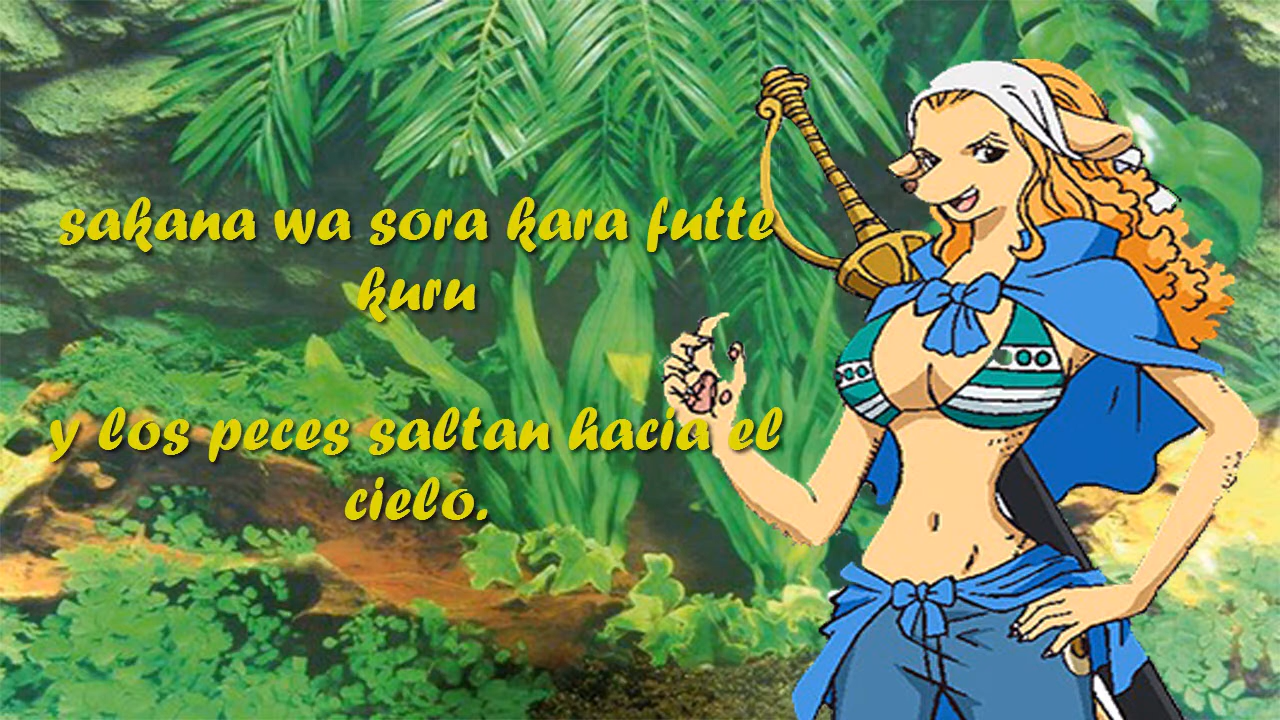 sakana wa sora kara futte
kuru
y los peces saltan hacia el
cielo.